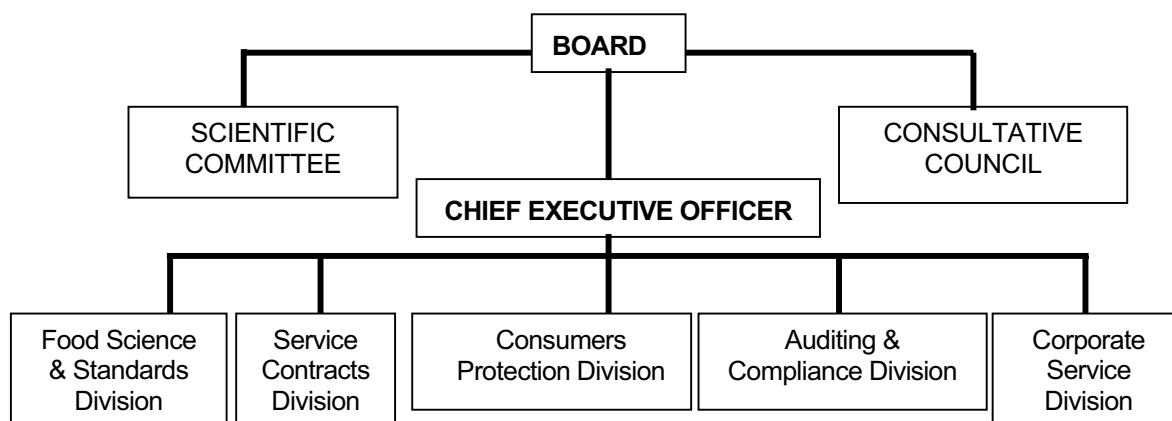 BOARD
SCIENTIFIC
COMMITTEE
CONSULTATIVE
COUNCIL
CHIEF EXECUTIVE OFFICER
Food Science
& Standards
Division
Service
Contracts
Division
Consumers
Protection Division
Auditing &
Compliance Division
Corporate
Service
Division